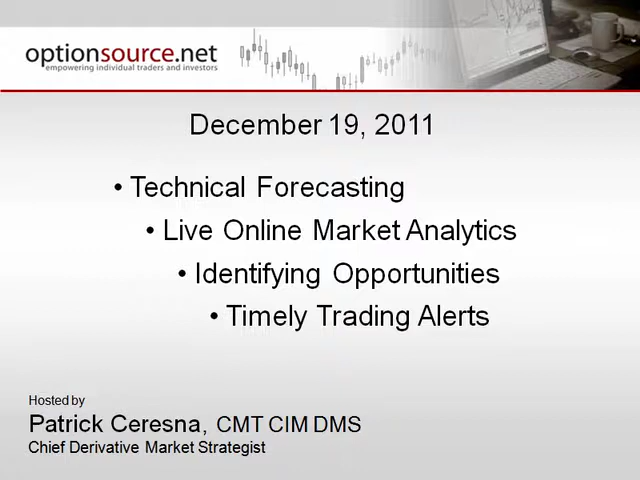 optionsource.net
empowering individual traders and investors
December 19, 2011
• Technical Forecasting
• Live Online Market Analytics
• Identifying Opportunities
• Timely Trading Alerts
Hosted by
Patrick Ceresna, CMT CIM DMS
Chief Derivative Market Strategist